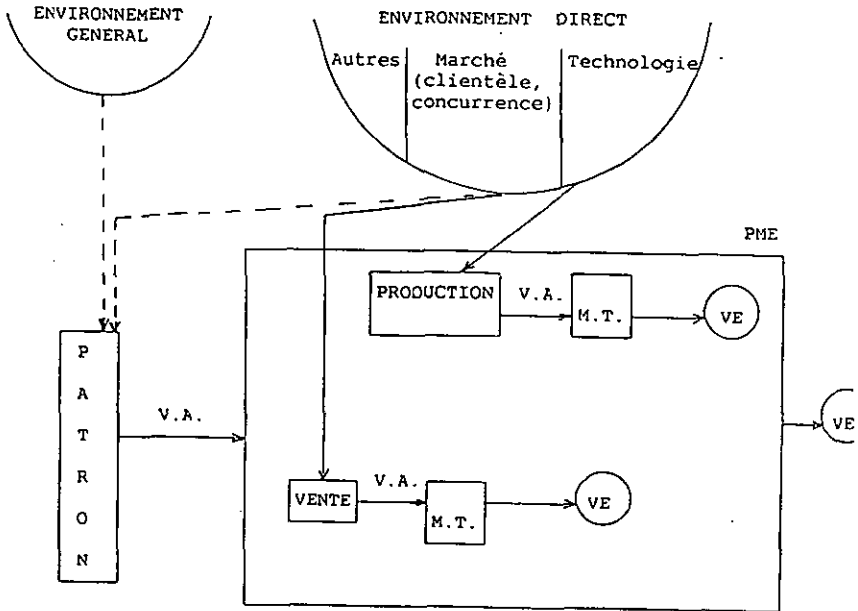 ENVIRONNEMENT
GENERAL
ENVIRONNEMENT DIRECT
Autres
Marché
(clientèle,
concurrence)
Technologie
PME
PRODUCTION
V.A.
M.T.
VE
P
A
T
R
O
N
V.A.
VE
VENTE
V.A.
M.T.
VE